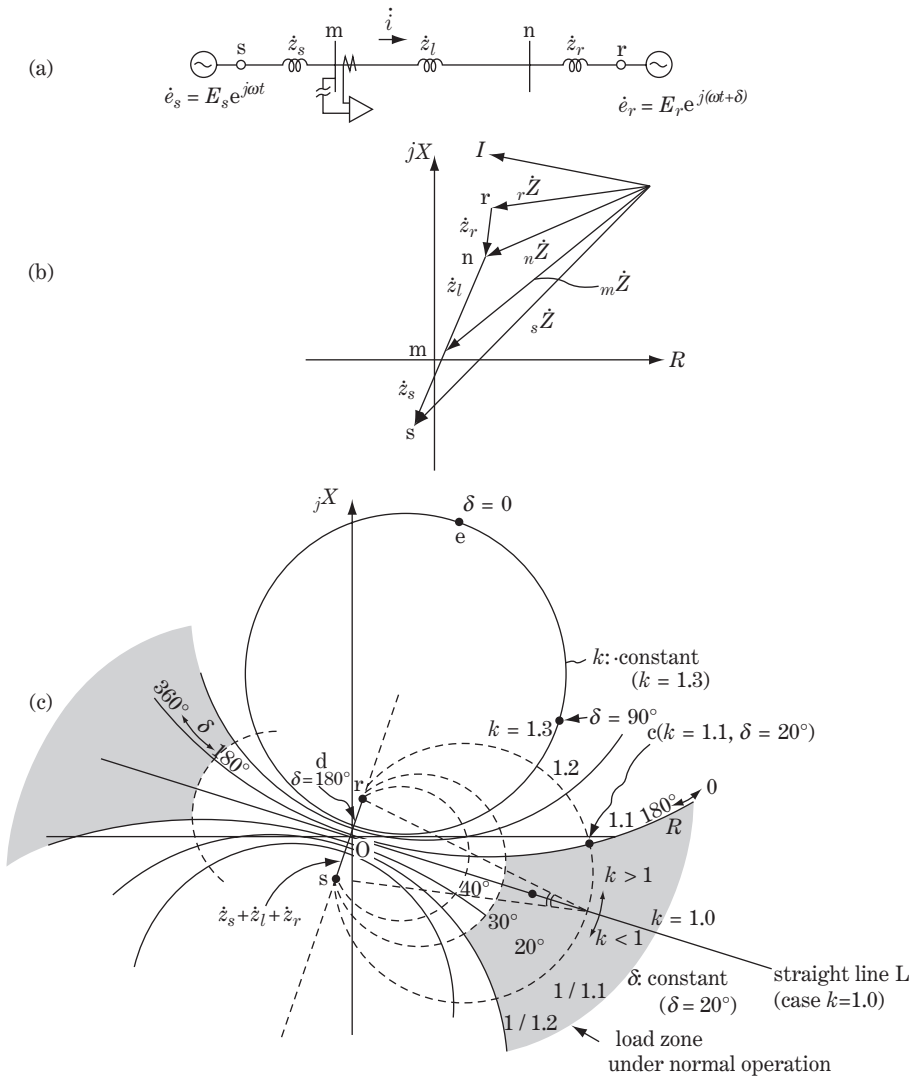 (a)
s
ż_s
m
i̇
ż_l
n
ż_r
r
ė_s = E_s e^{jωt}
ė_r = E_r e^{j(ωt+δ)}
(b)
jX
I
r
_rŻ
ż_r
n
_nŻ
ż_l
_mŻ
_sŻ
m
R
ż_s
s
(c)
jX
δ = 0
e
k: constant
(k = 1.3)
360°
δ
180°
k = 1.3
δ = 90°
c(k = 1.1, δ = 20°)
d
δ = 180°
r
1.2
0
180°
1.1
R
O
s
40°
k > 1
ż_s + ż_l + ż_r
30°
k = 1.0
20°
k < 1
straight line L
(case k=1.0)
δ: constant
(δ = 20°)
1 / 1.1
1 / 1.2
load zone
under normal operation